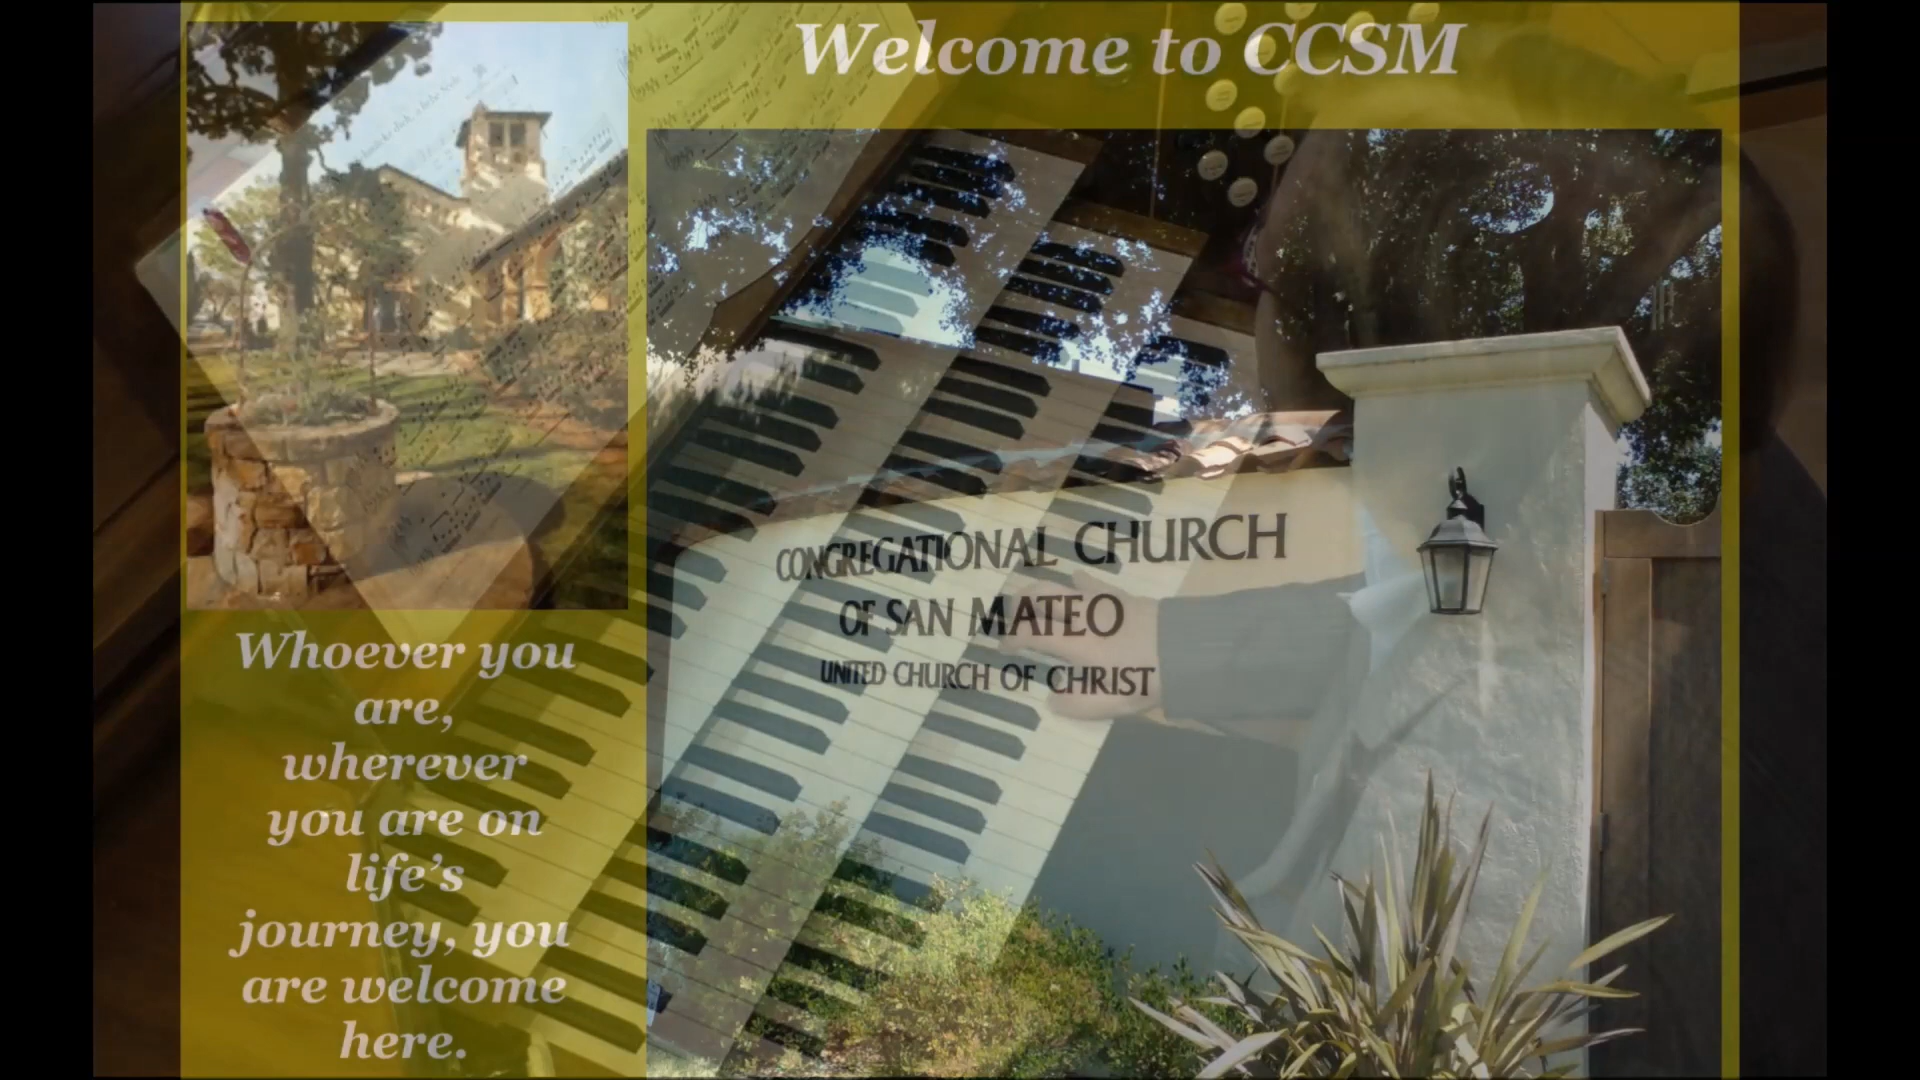 Welcome to CCSM
CONGREGATIONAL CHURCH
OF SAN MATEO
UNITED CHURCH OF CHRIST
Whoever you
are,
wherever
you are on
life's
journey, you
are welcome
here.